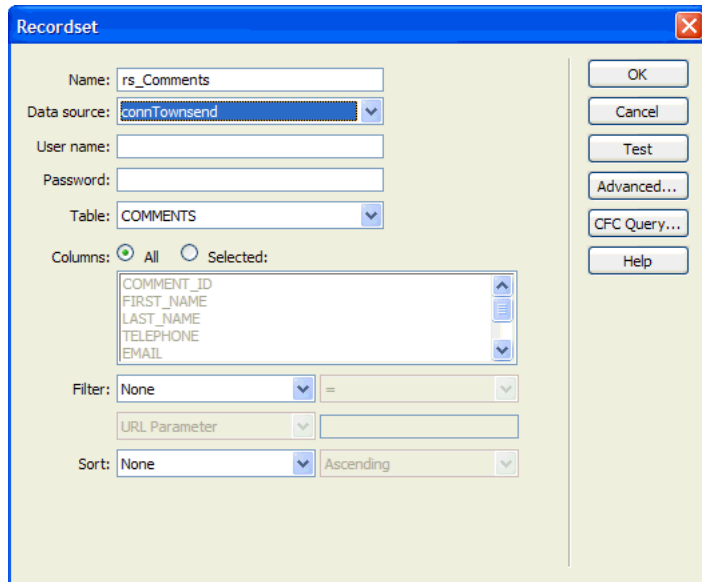 Recordset
Name: rs_Comments
Data source: connTownsend
User name:
Password:
Table: COMMENTS
Columns: All Selected:
COMMENT_ID
FIRST_NAME
LAST_NAME
TELEPHONE
EMAIL
Filter: None =
URL Parameter
Sort: None Ascending
OK
Cancel
Test
Advanced...
CFC Query...
Help